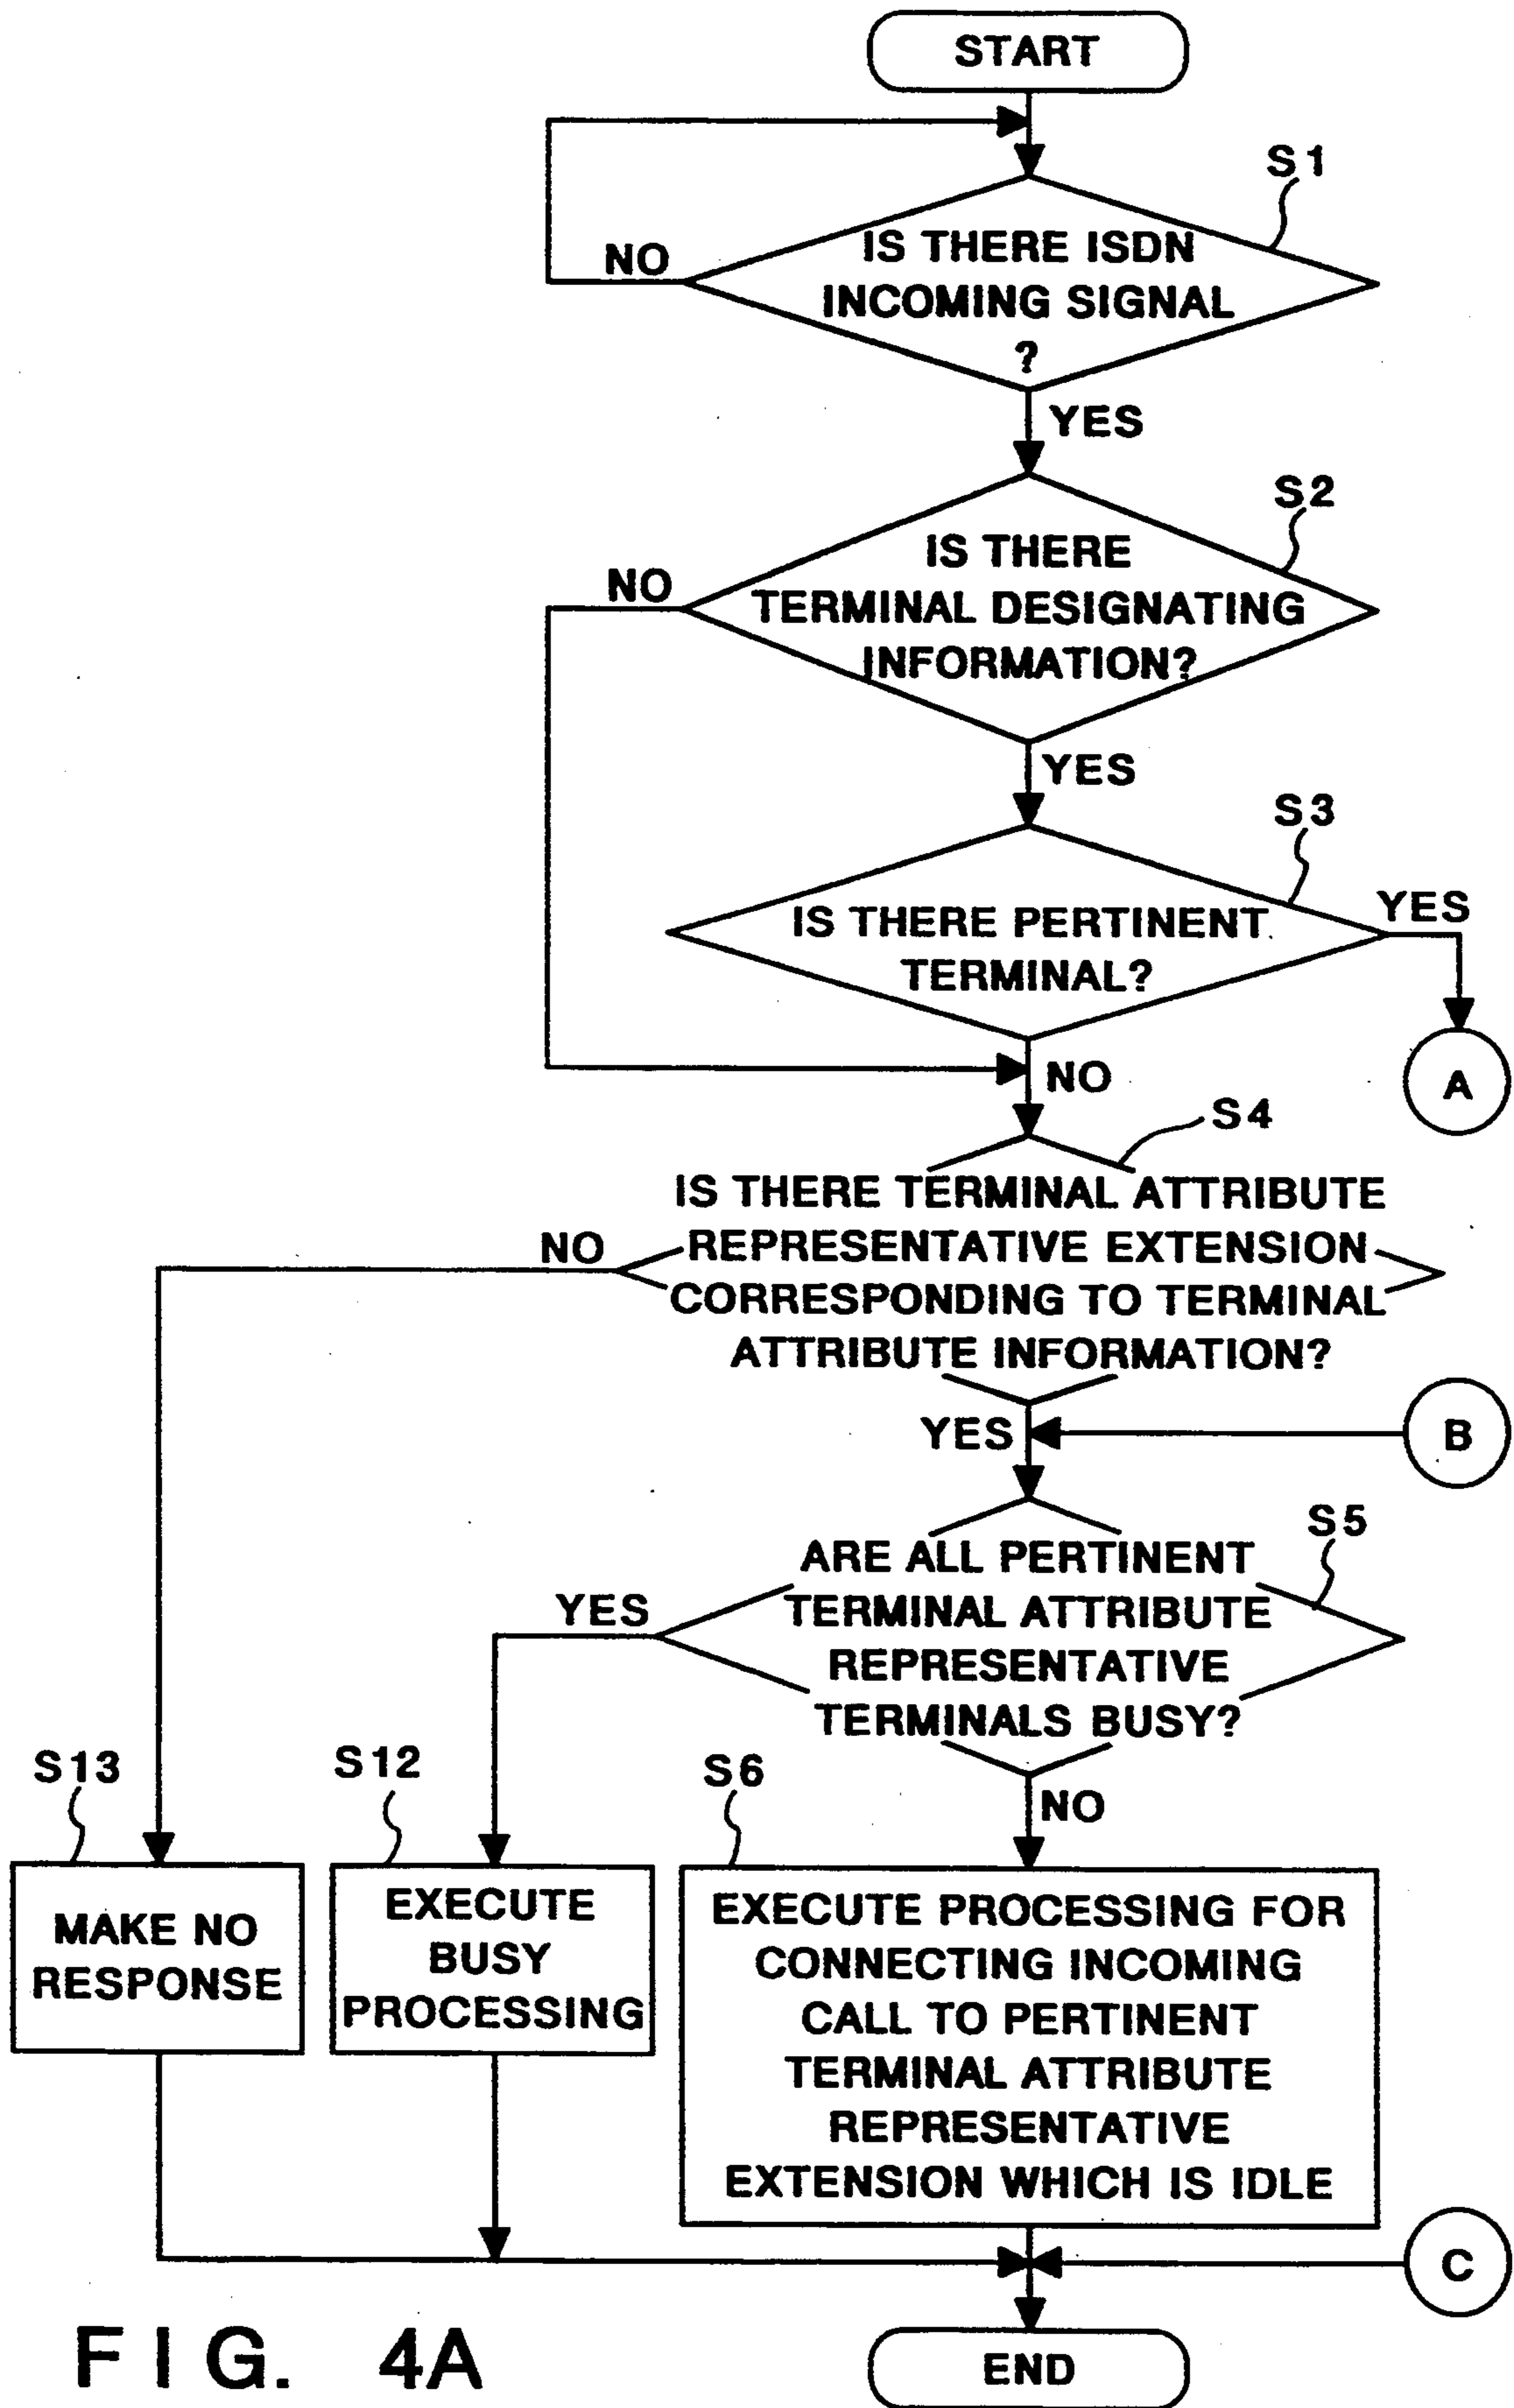 START
S1
NO
IS THERE ISDN
INCOMING SIGNAL
?
YES
S2
NO
IS THERE
TERMINAL DESIGNATING
INFORMATION?
YES
S3
YES
IS THERE PERTINENT
TERMINAL?
NO
A
S4
IS THERE TERMINAL ATTRIBUTE
NO
REPRESENTATIVE EXTENSION
CORRESPONDING TO TERMINAL
ATTRIBUTE INFORMATION?
YES
B
S5
ARE ALL PERTINENT
YES
TERMINAL ATTRIBUTE
REPRESENTATIVE
TERMINALS BUSY?
S13
S12
S6
NO
MAKE NO
RESPONSE
EXECUTE
BUSY
PROCESSING
EXECUTE PROCESSING FOR
CONNECTING INCOMING
CALL TO PERTINENT
TERMINAL ATTRIBUTE
REPRESENTATIVE
EXTENSION WHICH IS IDLE
C
END
FIG. 4A